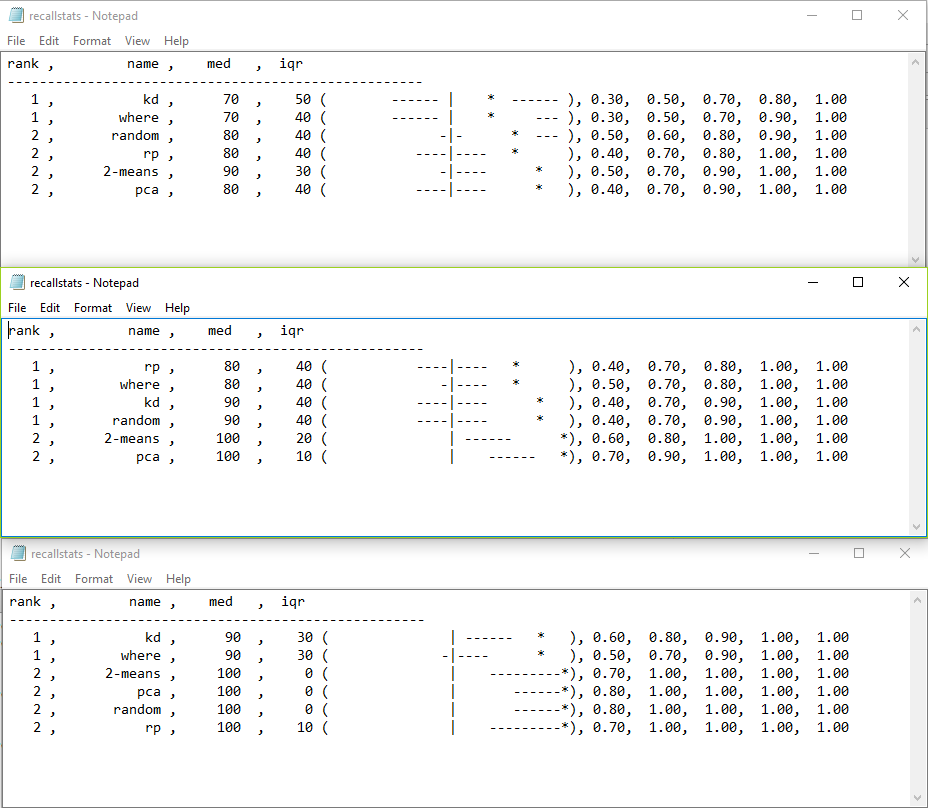 recallstats - Notepad
File Edit Format View Help
rank ,         name ,    med   ,  iqr
----------------------------------------------------
   1 ,           kd ,      70  ,    50 (        ------ |    *  ------ ), 0.30,  0.50,  0.70,  0.80,  1.00
   1 ,        where ,      70  ,    40 (        ------ |    *     --- ), 0.30,  0.50,  0.70,  0.90,  1.00
   2 ,       random ,      80  ,    40 (              -|-      *  --- ), 0.50,  0.60,  0.80,  0.90,  1.00
   2 ,           rp ,      80  ,    40 (           ----|----   *      ), 0.40,  0.70,  0.80,  1.00,  1.00
   2 ,      2-means ,      90  ,    30 (              -|----      *   ), 0.50,  0.70,  0.90,  1.00,  1.00
   2 ,          pca ,      80  ,    40 (           ----|----      *   ), 0.40,  0.70,  0.90,  1.00,  1.00
recallstats - Notepad
File Edit Format View Help
rank ,         name ,    med   ,  iqr
----------------------------------------------------
   1 ,           rp ,      80  ,    40 (           ----|----   *      ), 0.40,  0.70,  0.80,  1.00,  1.00
   1 ,        where ,      80  ,    40 (              -|----   *      ), 0.50,  0.70,  0.80,  1.00,  1.00
   1 ,           kd ,      90  ,    40 (           ----|----      *   ), 0.40,  0.70,  0.90,  1.00,  1.00
   1 ,       random ,      90  ,    40 (           ----|----      *   ), 0.40,  0.70,  0.90,  1.00,  1.00
   2 ,      2-means ,     100  ,    20 (               | ------      *), 0.60,  0.80,  1.00,  1.00,  1.00
   2 ,          pca ,     100  ,    10 (               |    ------   *), 0.70,  0.90,  1.00,  1.00,  1.00
recallstats - Notepad
File Edit Format View Help
rank ,         name ,    med   ,  iqr
----------------------------------------------------
   1 ,           kd ,      90  ,    30 (               | ------   *   ), 0.60,  0.80,  0.90,  1.00,  1.00
   1 ,        where ,      90  ,    30 (              -|----      *   ), 0.50,  0.70,  0.90,  1.00,  1.00
   2 ,      2-means ,     100  ,     0 (               |    ---------*), 0.70,  1.00,  1.00,  1.00,  1.00
   2 ,          pca ,     100  ,     0 (               |       ------*), 0.80,  1.00,  1.00,  1.00,  1.00
   2 ,       random ,     100  ,     0 (               |       ------*), 0.80,  1.00,  1.00,  1.00,  1.00
   2 ,           rp ,     100  ,    10 (               |    ---------*), 0.70,  1.00,  1.00,  1.00,  1.00